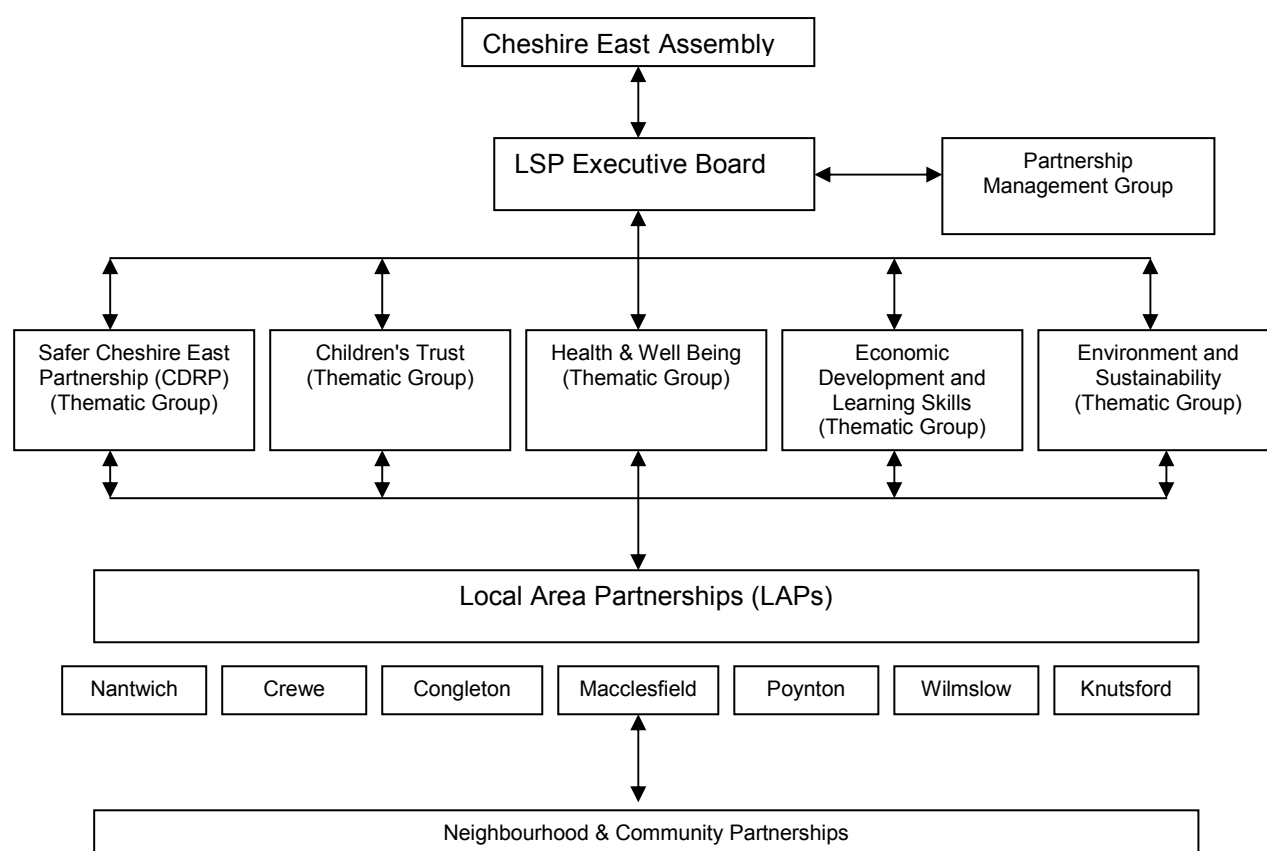 Cheshire East Assembly
LSP Executive Board
Partnership
Management Group
Safer Cheshire East
Partnership (CDRP)
(Thematic Group)
Children's Trust
(Thematic Group)
Health & Well Being
(Thematic Group)
Economic
Development and
Learning Skills
(Thematic Group)
Environment and
Sustainability
(Thematic Group)
Local Area Partnerships (LAPs)
Nantwich
Crewe
Congleton
Macclesfield
Poynton
Wilmslow
Knutsford
Neighbourhood & Community Partnerships